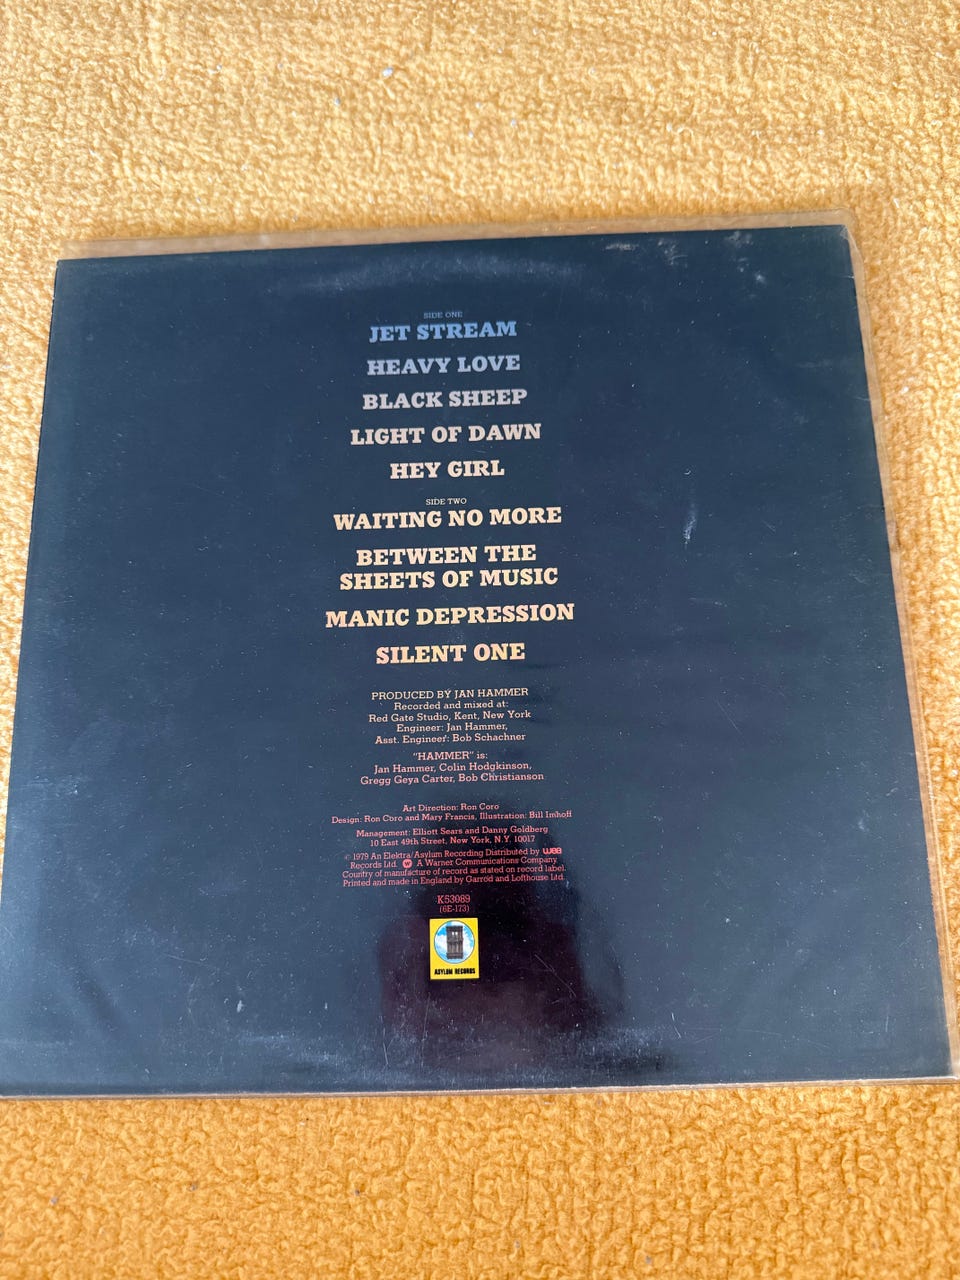 SIDE ONE
JET STREAM
HEAVY LOVE
BLACK SHEEP
LIGHT OF DAWN
HEY GIRL
SIDE TWO
WAITING NO MORE
BETWEEN THE
SHEETS OF MUSIC
MANIC DEPRESSION
SILENT ONE
PRODUCED BY JAN HAMMER
Recorded and mixed at:
Red Gate Studio, Kent, New York
Engineer: Jan Hammer,
Asst. Engineer: Bob Schachner
"HAMMER" is:
Jan Hammer, Colin Hodgkinson,
Gregg Geya Carter, Bob Christianson
Art Direction: Ron Coro
Design: Ron Coro and Mary Francis, Illustration: Bill Imhoff
Management: Elliott Sears and Danny Goldberg
10 East 49th Street, New York, N.Y. 10017
© 1979 An Elektra/Asylum Recording Distributed by wea
Records Ltd. W A Warner Communications Company
Country of manufacture of record as stated on record label.
Printed and made in England by Garrod and Lofthouse Ltd.
K53089
(6E-173)
ASYLUM RECORDS